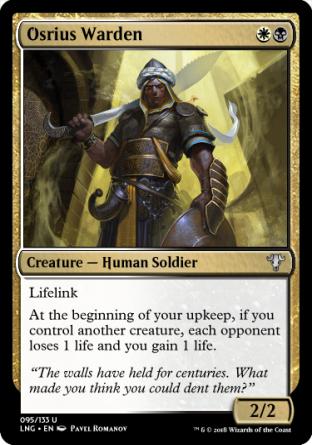 Osrius Warden
Creature — Human Soldier
Lifelink
At the beginning of your upkeep, if you
control another creature, each opponent
loses 1 life and you gain 1 life.
“The walls have held for centuries. What
made you think you could dent them?”
2/2
095/133 U
LNG • EN Pavel Romanov
™ & © 2018 Wizards of the Coast